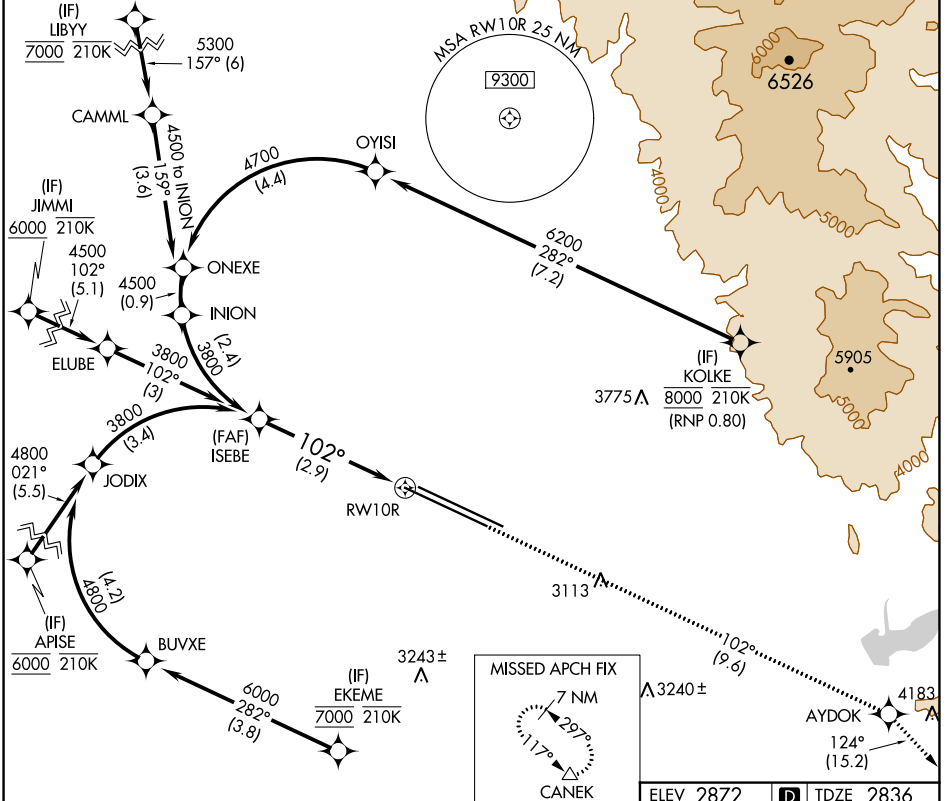 (IF)
LIBYY
7000 210K
5300
157° (6)
CAMML
4500 to INION
159°
(3.6)
MSA RW10R 25 NM
9300
6000
6526
OYISI
4700
(4.4)
4000
5000
(IF)
JIMMI
6000 210K
4500
102°
(5.1)
6200
282°
(7.2)
ONEXE
4500
(0.9)
INION
(2.4)
3800
ELUBE
3800
102°
(3)
(IF)
KOLKE
8000 210K
(RNP 0.80)
3775
5905
5000
4000
3800
(3.4)
(FAF)
ISEBE
102°
(2.9)
4800
021°
(5.5)
JODIX
RW10R
(4.2)
4800
3113
(IF)
APISE
6000 210K
BUVXE
6000
282°
(3.8)
(IF)
EKEME
7000 210K
3243±
102°
(9.6)
MISSED APCH FIX
7 NM
297°
117°
CANEK
3240±
AYDOK
4183
124°
(15.2)
ELEV 2872 D TDZE 2836